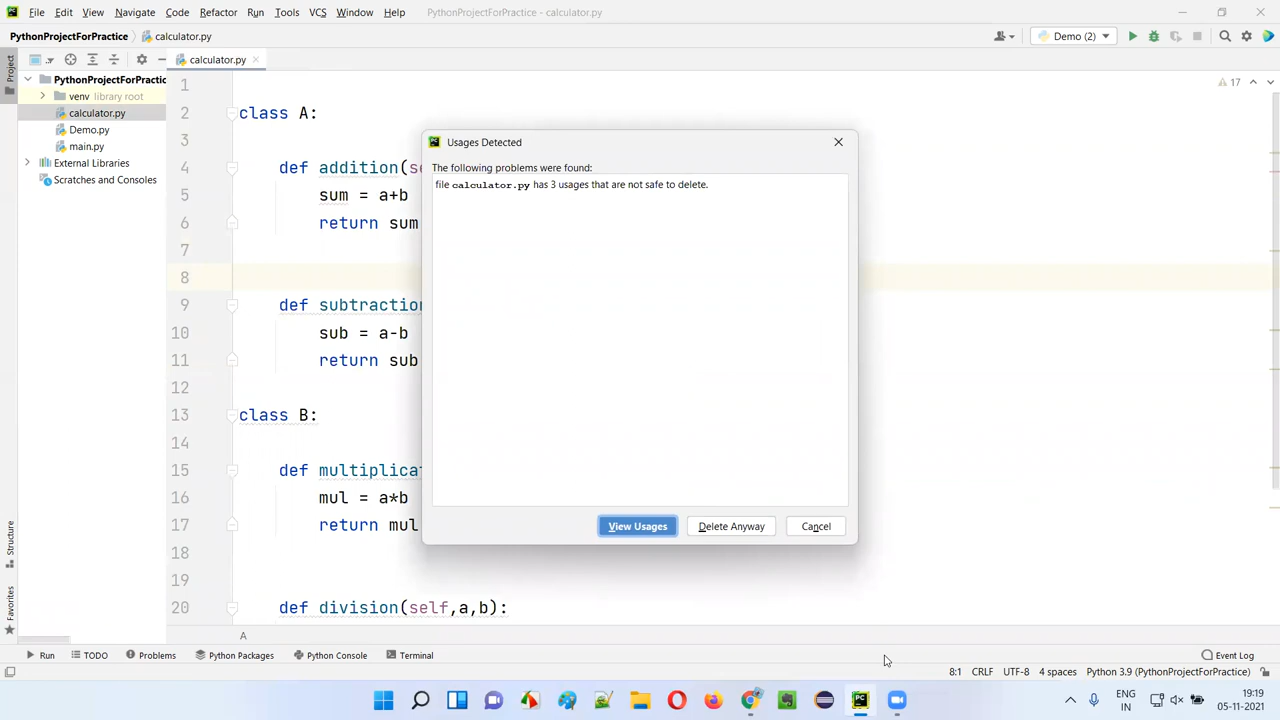 File Edit View Navigate Code Refactor Run Tools VCS Window Help PythonProjectForPractice - calculator.py
PythonProjectForPractice calculator.py Demo (2)
Project calculator.py
1 17
PythonProjectForPractic
venv library root
calculator.py
Demo.py
main.py
External Libraries
Scratches and Consoles
2 class A:
3
4 def addition(se
5 sum = a+b
6 return sum
7
8
9 def subtraction
10 sub = a-b
11 return sub
12
13 class B:
14
15 def multiplicat
16 mul = a*b
17 return mul
18
19
20 def division(self,a,b):
Usages Detected
The following problems were found:
file calculator.py has 3 usages that are not safe to delete.
View Usages Delete Anyway Cancel
Structure
Favorites
A
Run TODO Problems Python Packages Python Console Terminal Event Log
8:1 CRLF UTF-8 4 spaces Python 3.9 (PythonProjectForPractice)
ENG 19:19
IN 05-11-2021